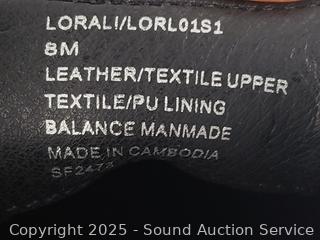 LORALI/LORL01S1
8M
LEATHER/TEXTILE UPPER
TEXTILE/PU LINING
BALANCE MANMADE
MADE IN CAMBODIA
Copyright © 2025 - Sound Auction Service